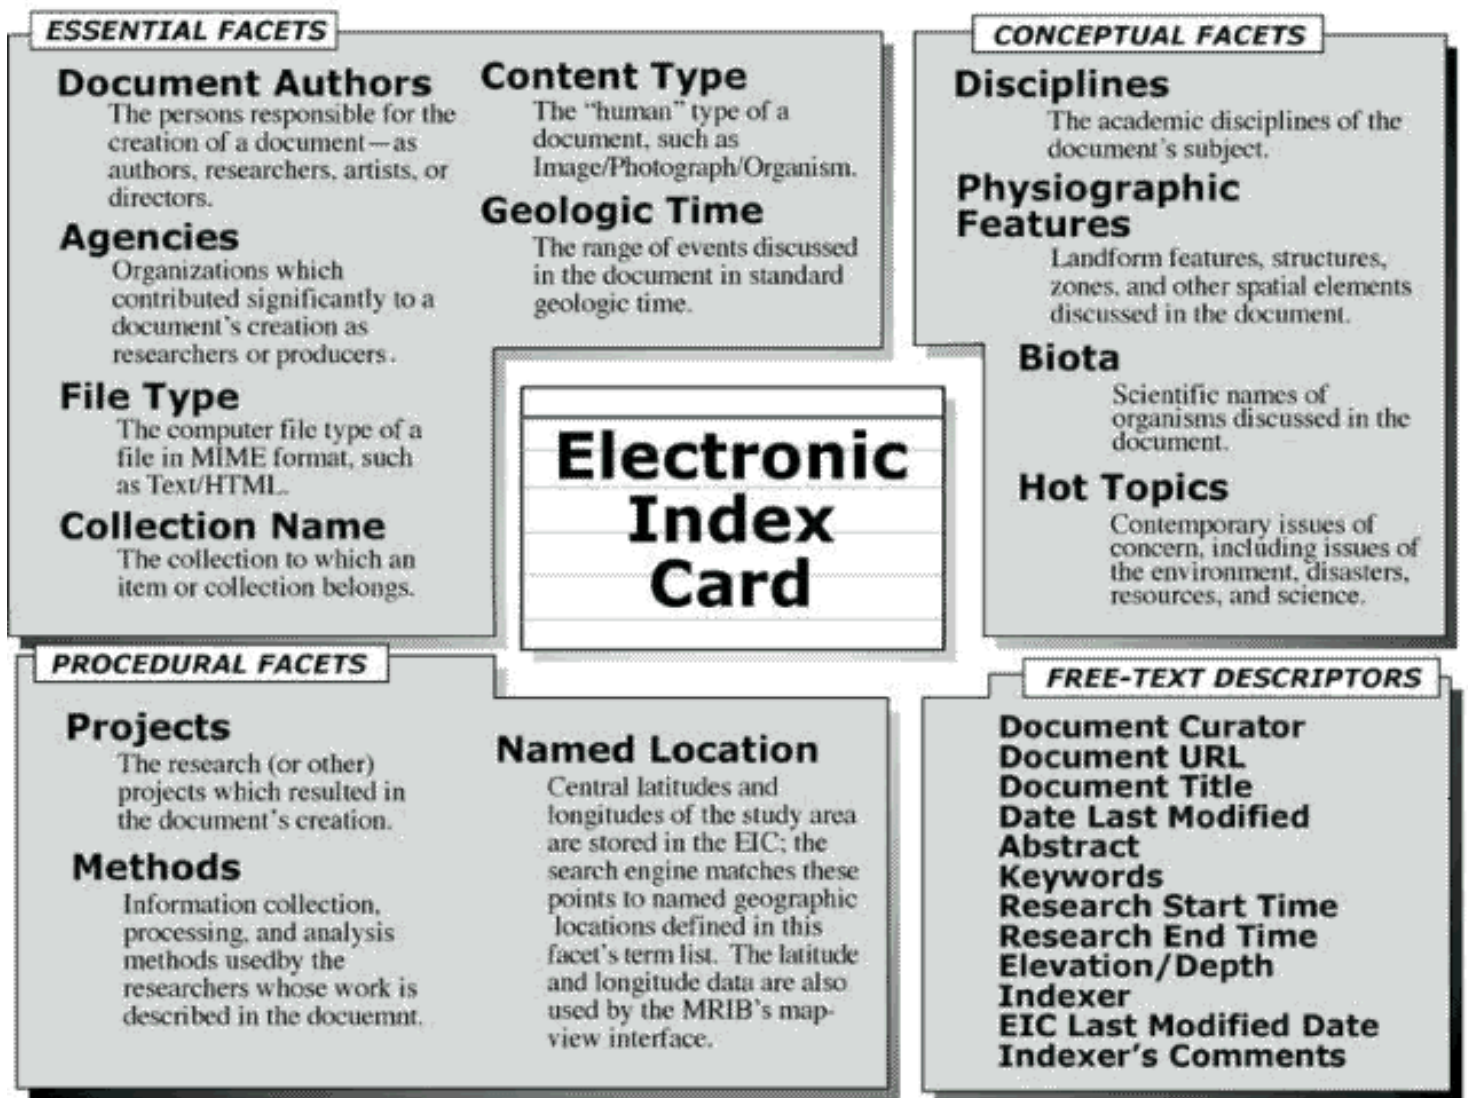 ESSENTIAL FACETS
Document Authors
The persons responsible for the
creation of a document—as
authors, researchers, artists, or
directors.
Agencies
Organizations which
contributed significantly to a
document's creation as
researchers or producers.
File Type
The computer file type of a
file in MIME format, such
as Text/HTML.
Collection Name
The collection to which an
item or collection belongs.
Content Type
The "human" type of a
document, such as
Image/Photograph/Organism.
Geologic Time
The range of events discussed
in the document in standard
geologic time.
CONCEPTUAL FACETS
Disciplines
The academic disciplines of the
document's subject.
Physiographic
Features
Landform features, structures,
zones, and other spatial elements
discussed in the document.
Biota
Scientific names of
organisms discussed in the
document.
Hot Topics
Contemporary issues of
concern, including issues of
the environment, disasters,
resources, and science.
Electronic
Index
Card
PROCEDURAL FACETS
Projects
The research (or other)
projects which resulted in
the document's creation.
Methods
Information collection,
processing, and analysis
methods usedby the
researchers whose work is
described in the docuemnt.
Named Location
Central latitudes and
longitudes of the study area
are stored in the EIC; the
search engine matches these
points to named geographic
locations defined in this
facet's term list. The latitude
and longitude data are also
used by the MRIB's map-
view interface.
FREE-TEXT DESCRIPTORS
Document Curator
Document URL
Document Title
Date Last Modified
Abstract
Keywords
Research Start Time
Research End Time
Elevation/Depth
Indexer
EIC Last Modified Date
Indexer's Comments